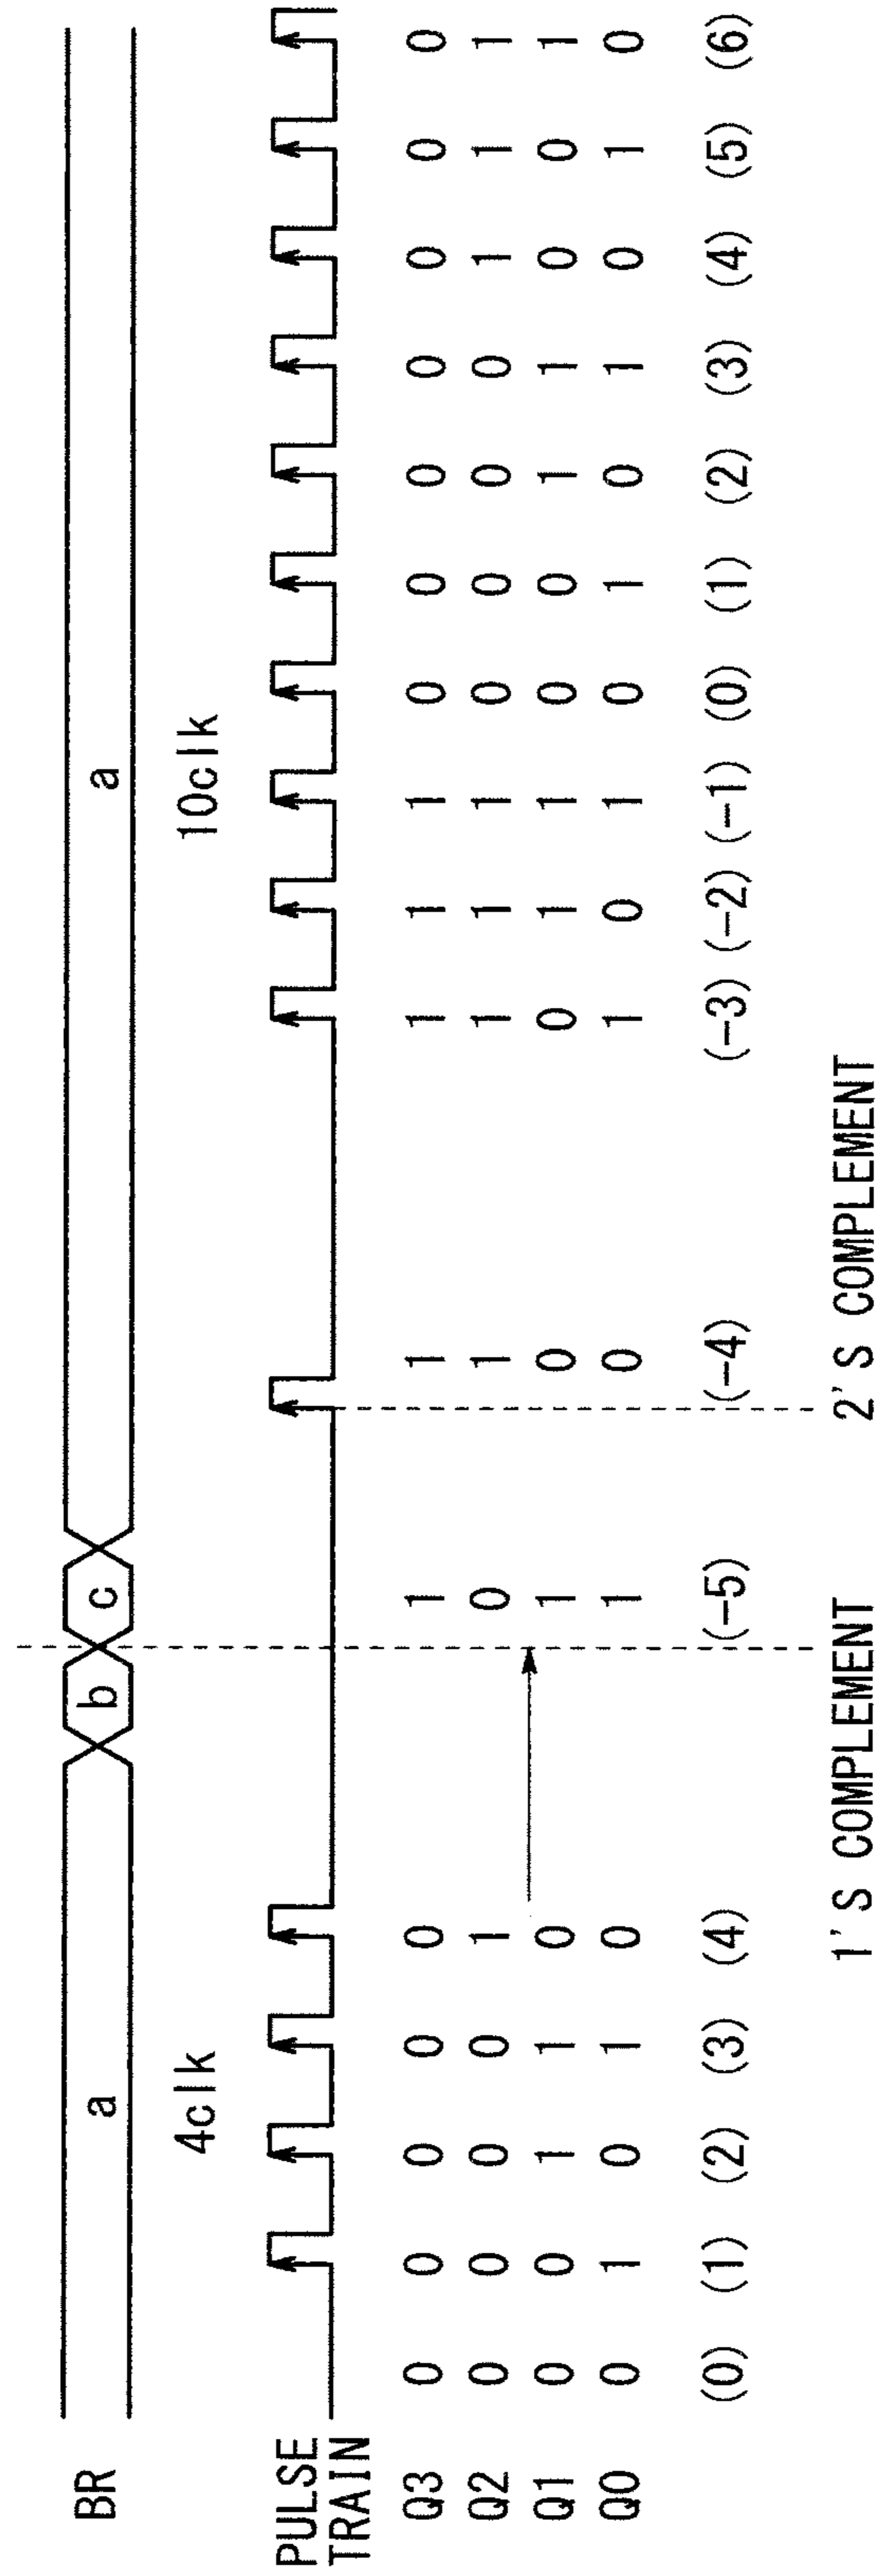 BR a b c a
4clk 10clk
PULSE
TRAIN
Q3 0 0 0 0 0 1 1 1 1 1 0 0 0 0 0 0 0
Q2 0 0 0 0 1 0 1 1 1 1 0 0 0 0 1 1 1
Q1 0 0 1 1 0 1 0 0 1 1 0 0 1 1 0 0 1
Q0 0 1 0 1 0 1 0 1 0 1 0 1 0 1 0 1 0
(0) (1) (2) (3) (4) (-5) (-4) (-3) (-2) (-1) (0) (1) (2) (3) (4) (5) (6)
1'S COMPLEMENT 2'S COMPLEMENT